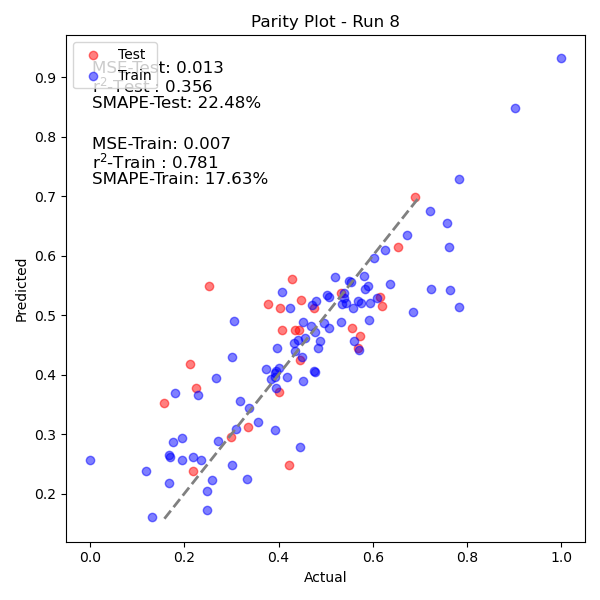 Parity Plot - Run 8
Test
Train
MSE-Test: 0.013
r²-Test : 0.356
SMAPE-Test: 22.48%
MSE-Train: 0.007
r²-Train : 0.781
SMAPE-Train: 17.63%
Predicted
0.9
0.8
0.7
0.6
0.5
0.4
0.3
0.2
0.0
0.2
0.4
0.6
0.8
1.0
Actual